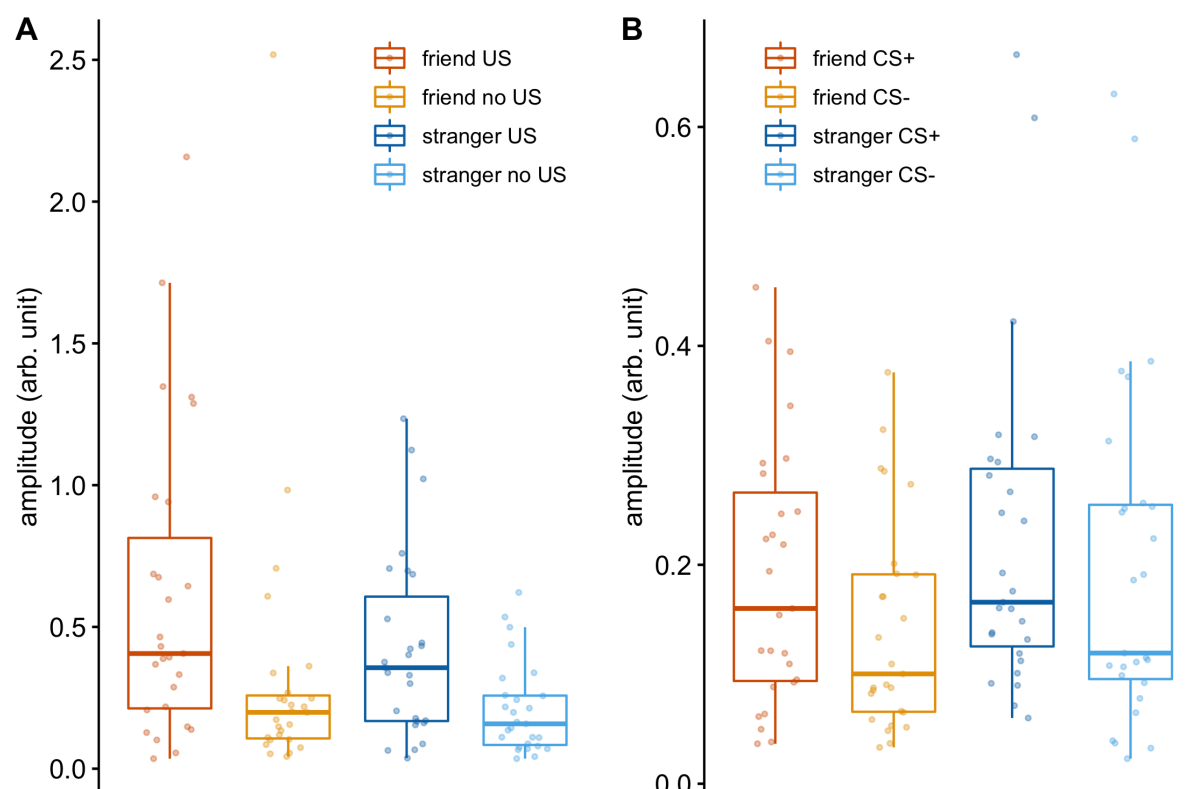 A
amplitude (arb. unit)
2.5
2.0
1.5
1.0
0.5
0.0
friend US
friend no US
stranger US
stranger no US
B
amplitude (arb. unit)
0.6
0.4
0.2
0.0
friend CS+
friend CS-
stranger CS+
stranger CS-